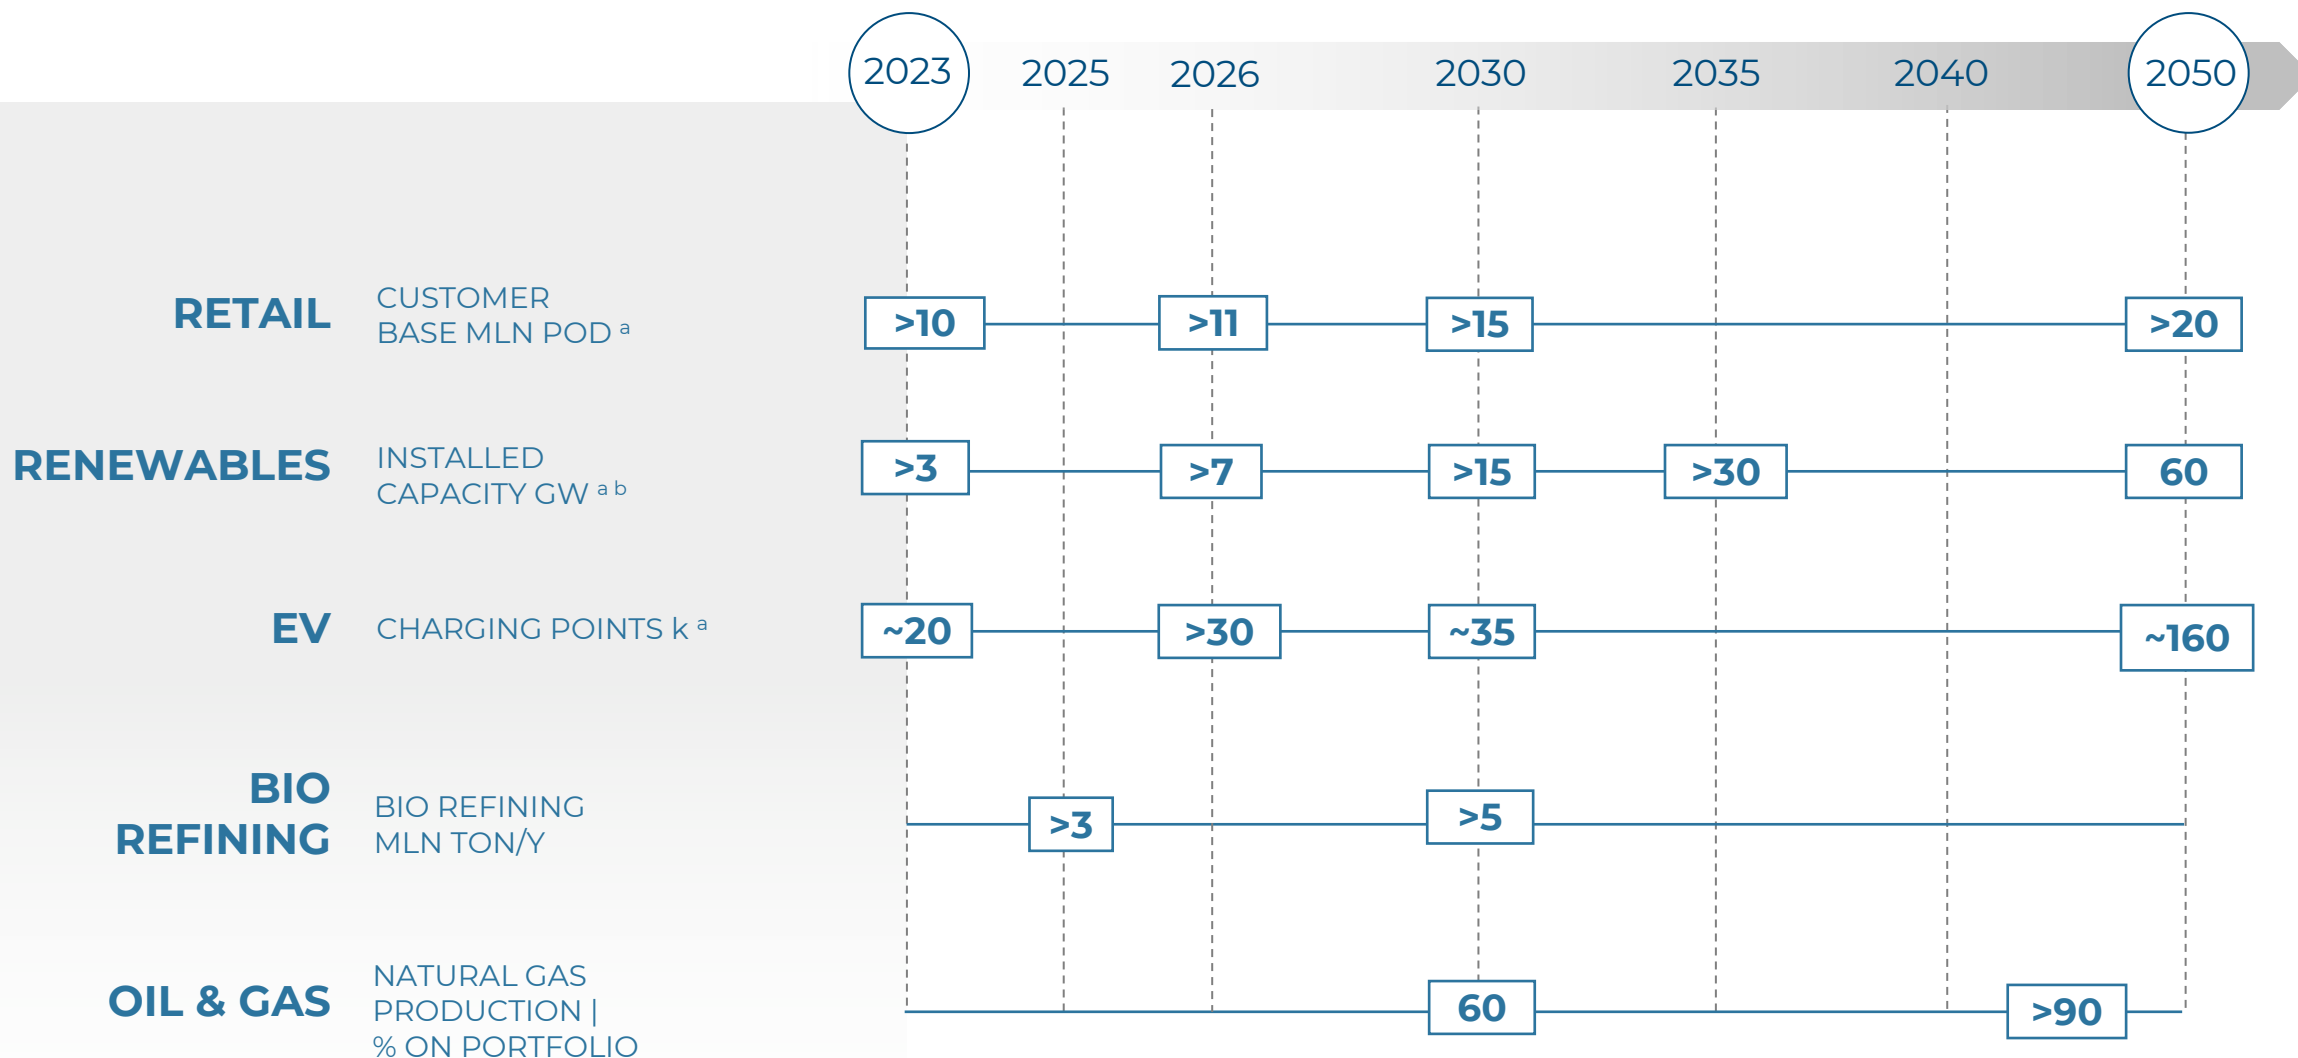 2023 2025 2026 2030 2035 2040 2050
RETAIL
CUSTOMER
BASE MLN POD a
>10 >11 >15 >20
RENEWABLES
INSTALLED
CAPACITY GW a b
>3 >7 >15 >30 60
EV
CHARGING POINTS k a
~20 >30 ~35 ~160
BIO
REFINING
BIO REFINING
MLN TON/Y
>3 >5
OIL & GAS
NATURAL GAS
PRODUCTION |
% ON PORTFOLIO
60 >90